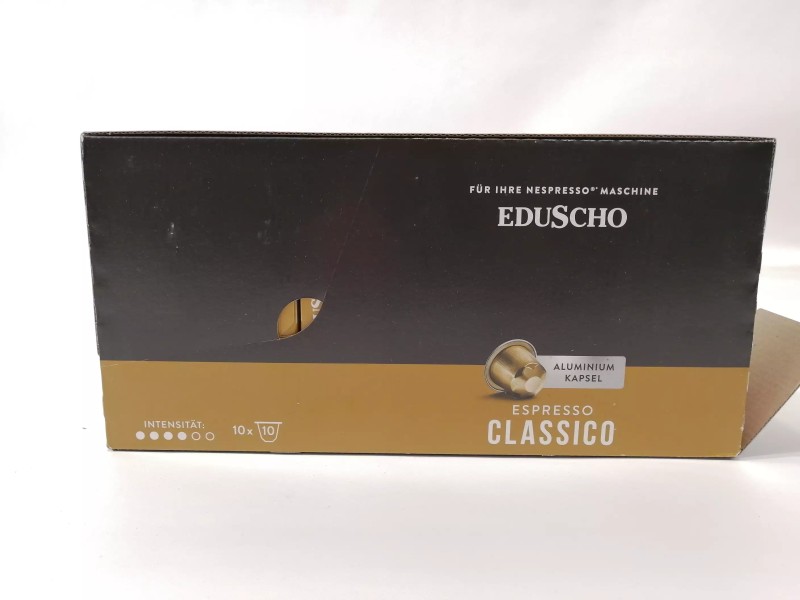 FÜR IHRE NESPRESSO®* MASCHINE
EDUSCHO
ALUMINIUM
KAPSEL
ESPRESSO
CLASSICO
INTENSITÄT:
10x 10